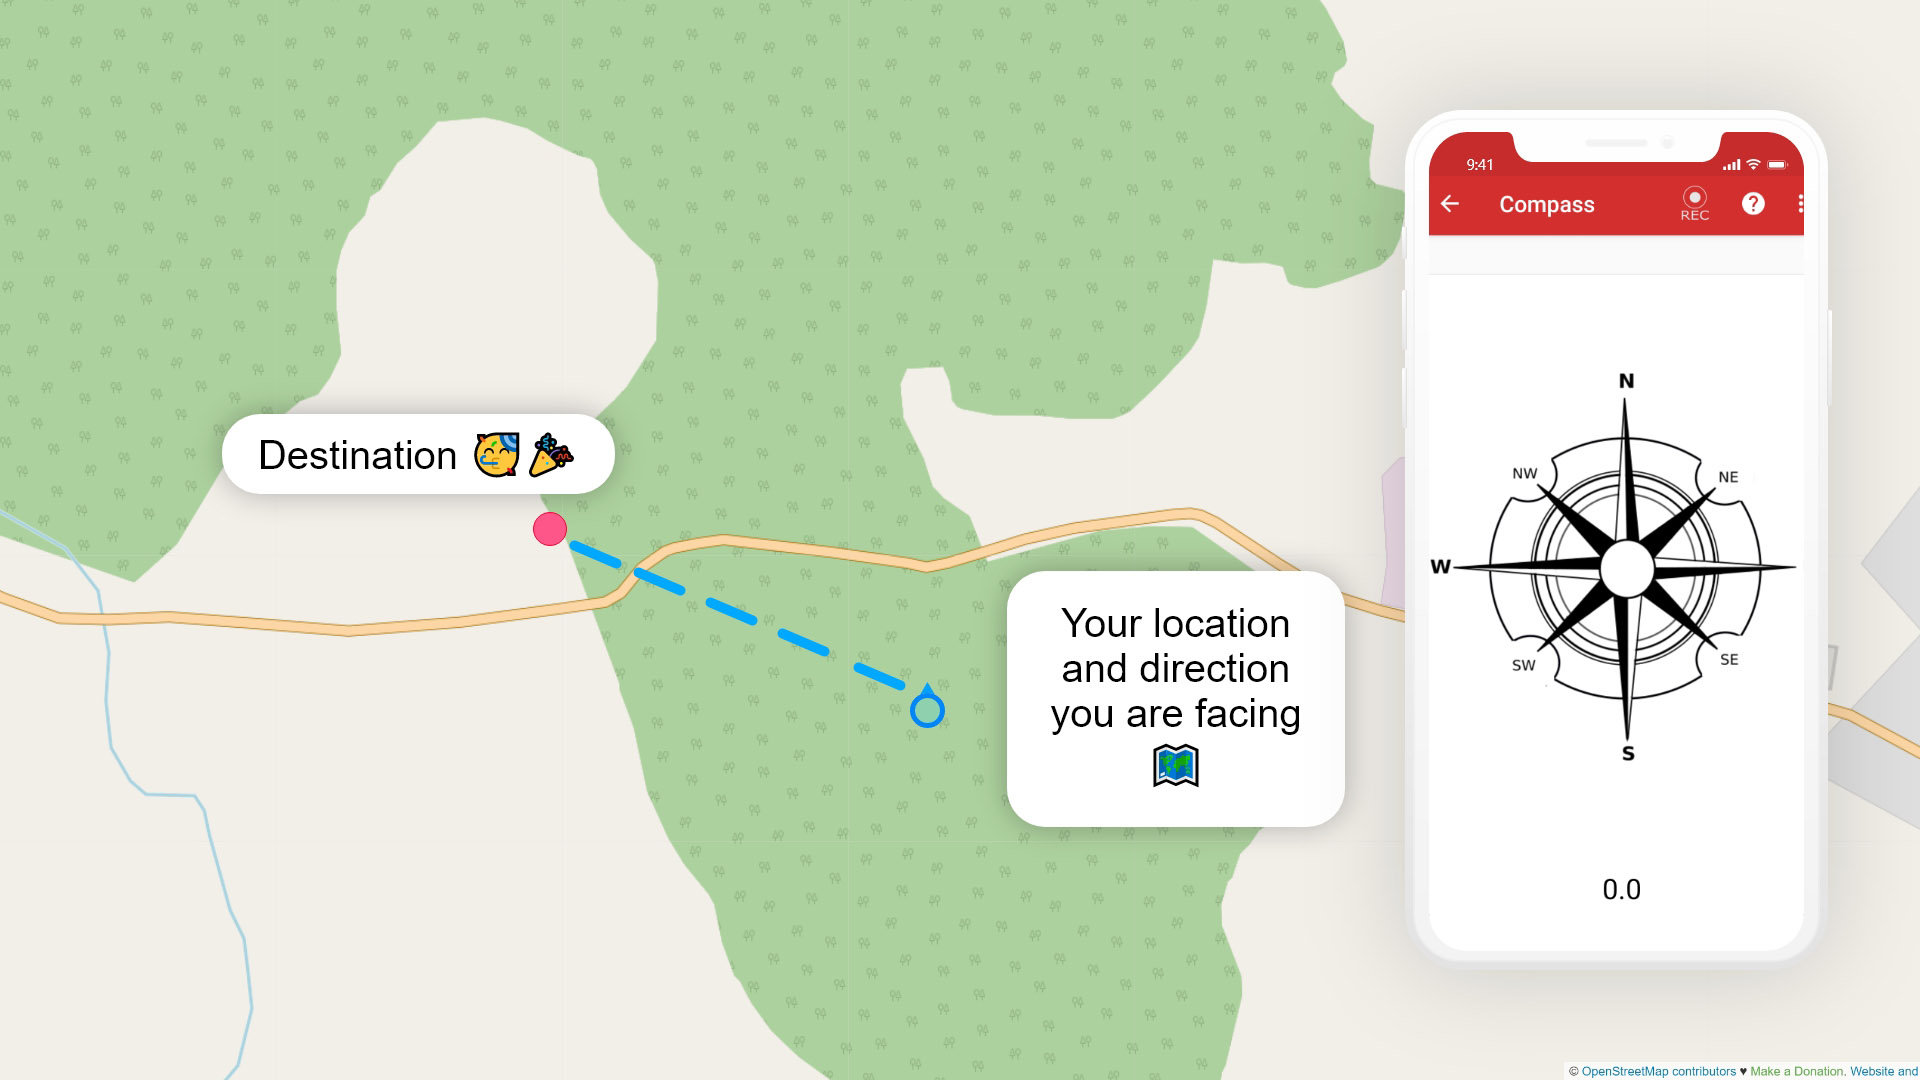 Destination 🥳🎉
Your location
and direction
you are facing
🗺️
9:41
Compass
REC
?
N
NW
NE
W
SW
SE
S
0.0
© OpenStreetMap contributors ♥ Make a Donation. Website and